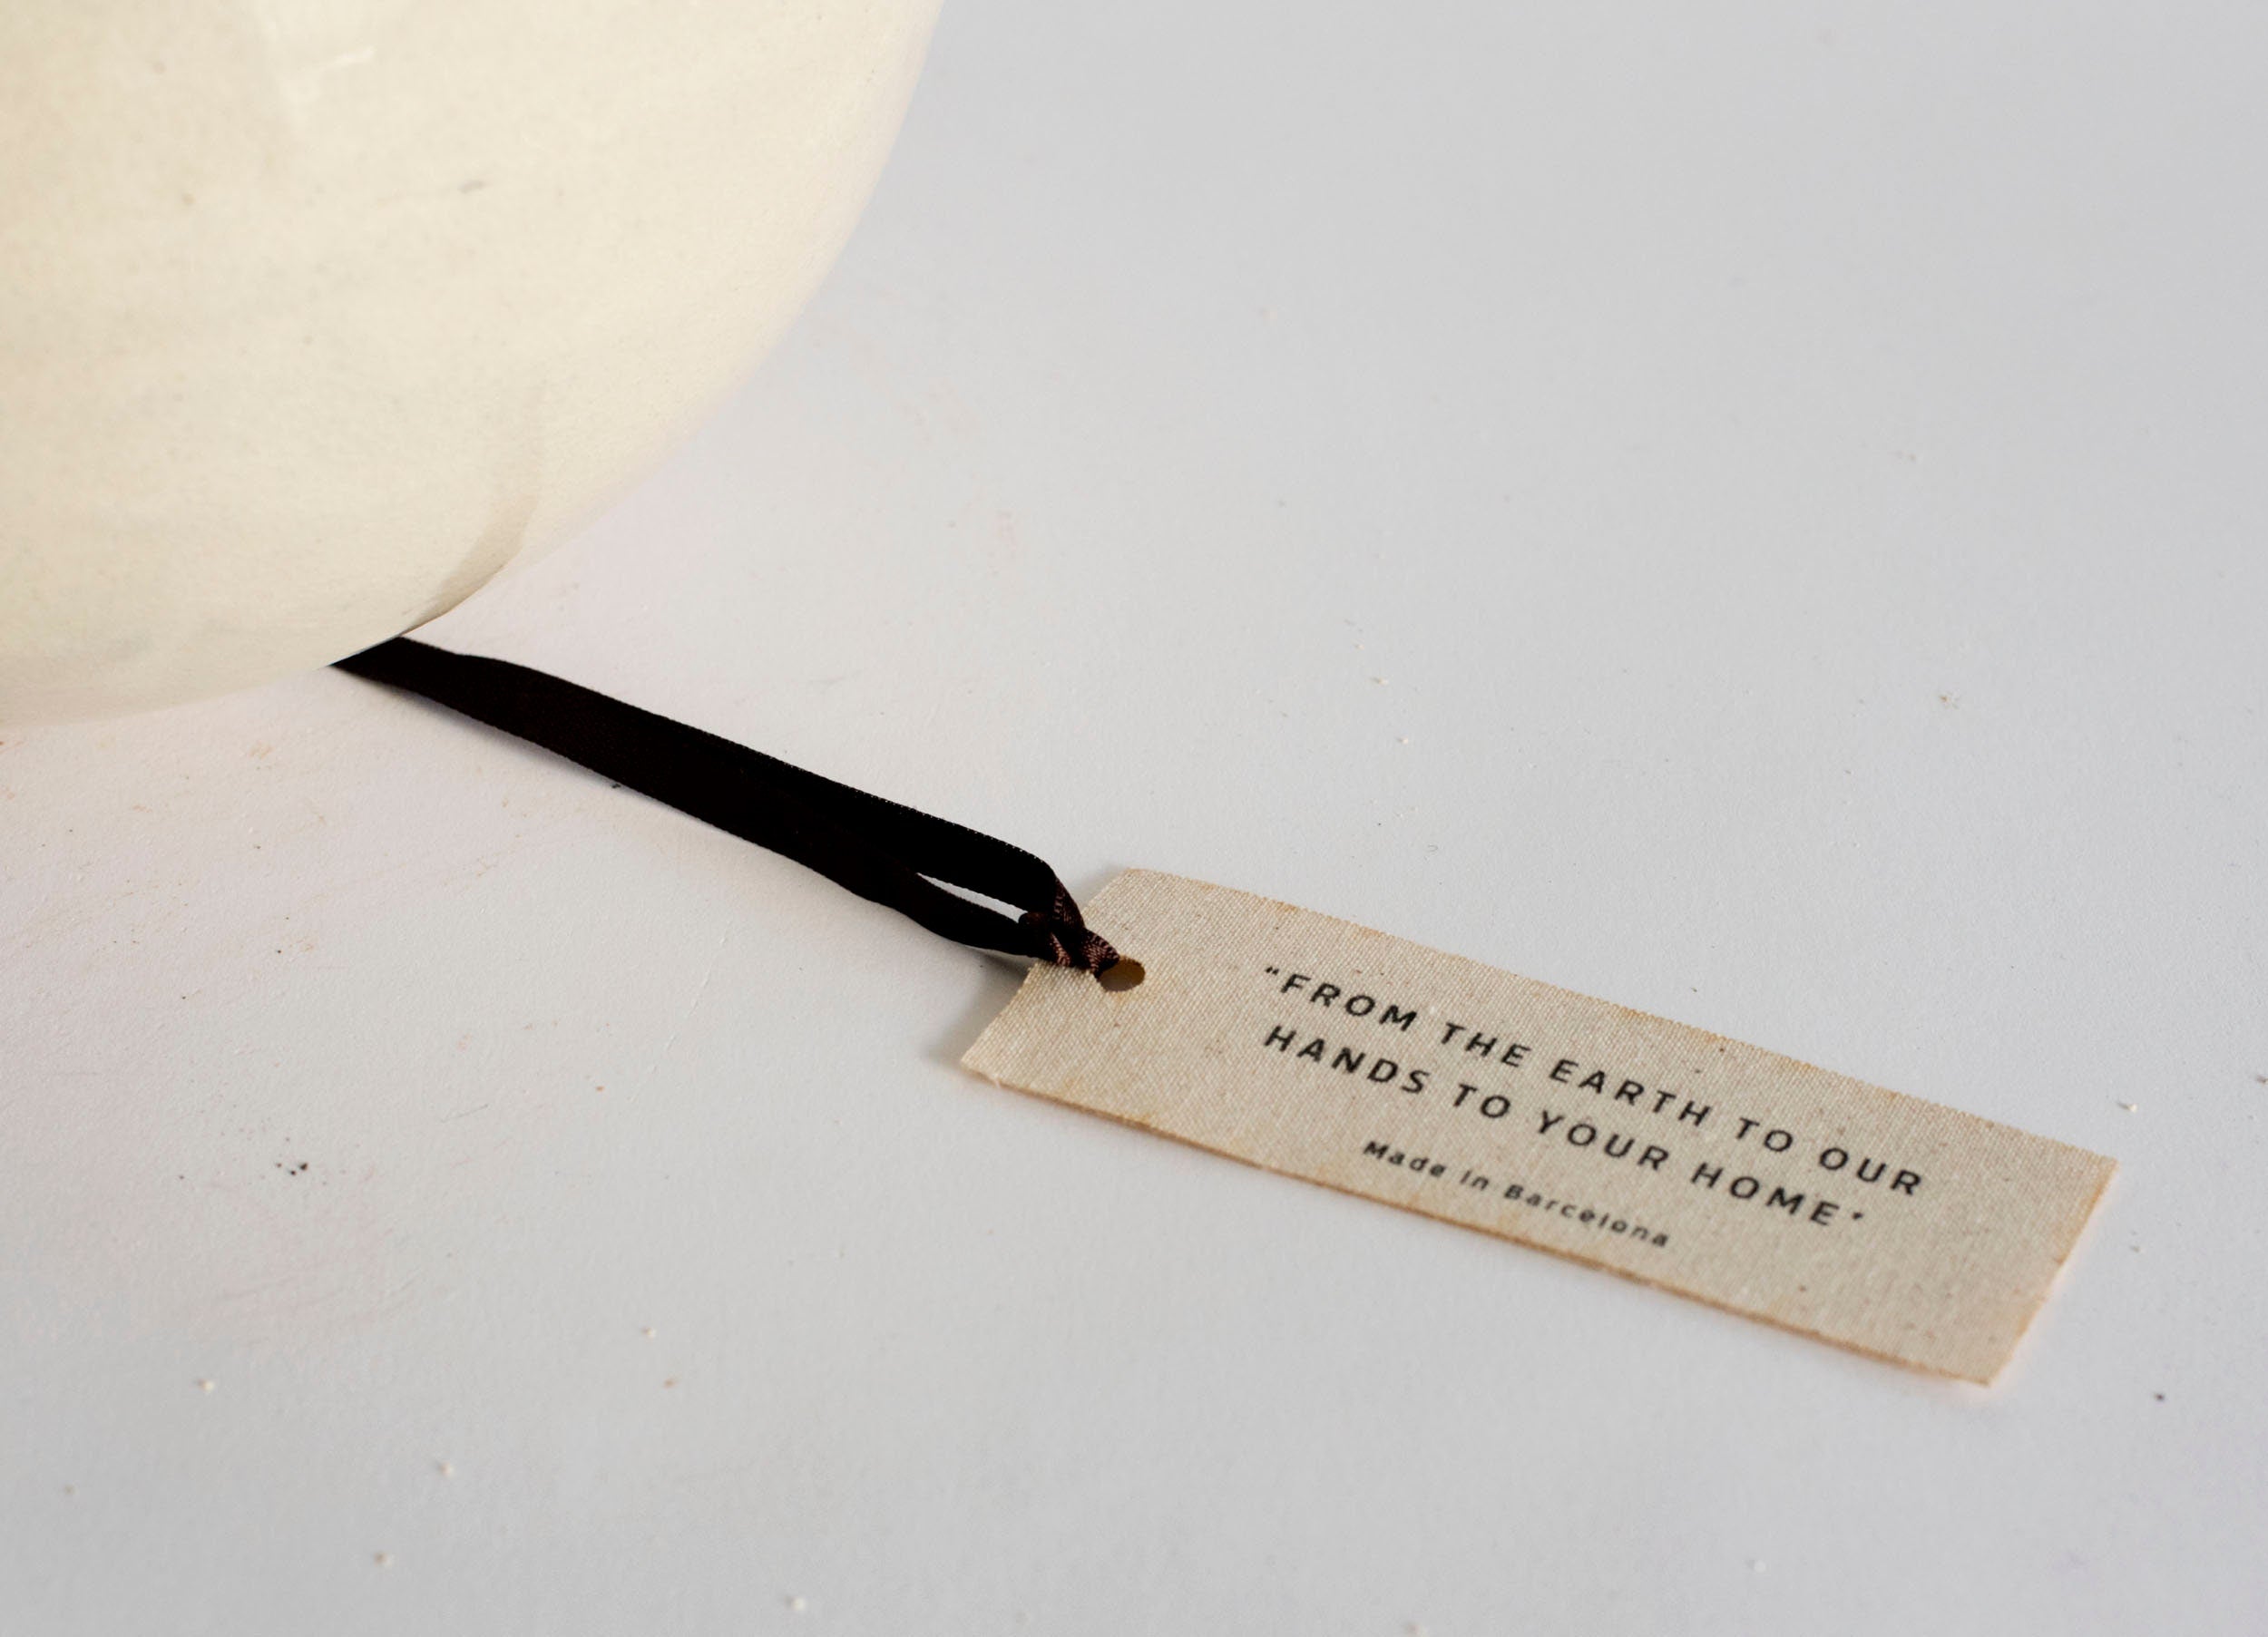 “FROM THE EARTH TO OUR
HANDS TO YOUR HOME”
Made in Barcelona